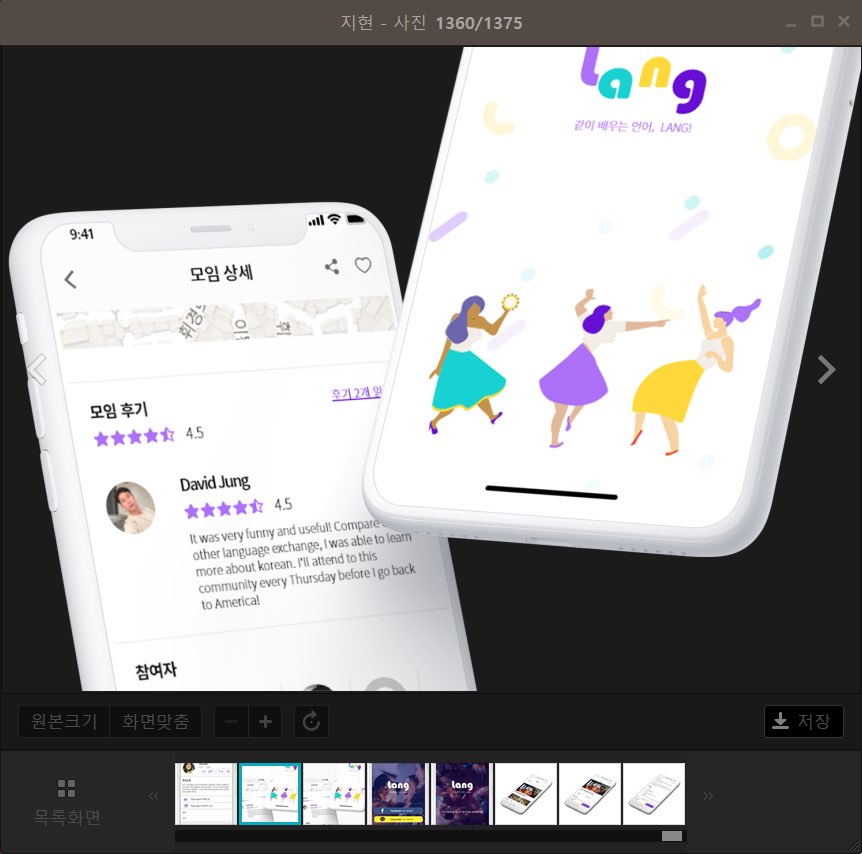 지현 - 사진 1360/1375
Lang
같이 배우는 언어, LANG!
9:41
모임 상세
휘경
모임 후기
후기 2개
4.5
David Jung
4.5
It was very funny and useful! Compare
other language exchange, I was able to learn
more about korean. I'll attend to this
community every Thursday before I go back
to America!
참여자
원본크기
화면맞춤
저장
목록화면
Lang
Lang